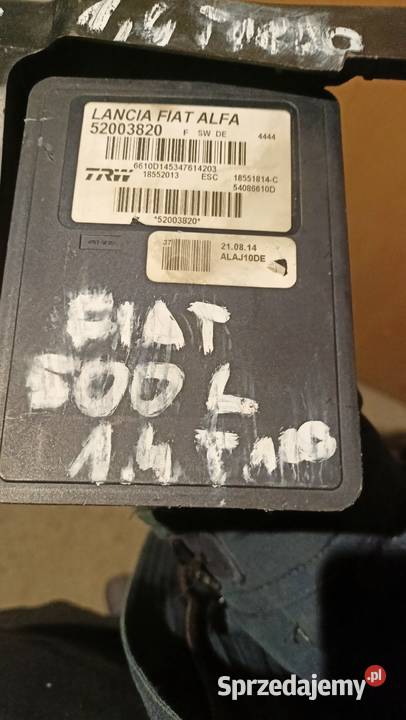 1,4 TURBO
LANCIA FIAT ALFA
52003820 F SW DE 4444
6610D145347614203
TRW 18552013 ESC 18551814-C
54086610D
*52003820*
37 21.08.14
ALAJ10DE
FIAT
500 L
1.4
Sprzedajemy.pl